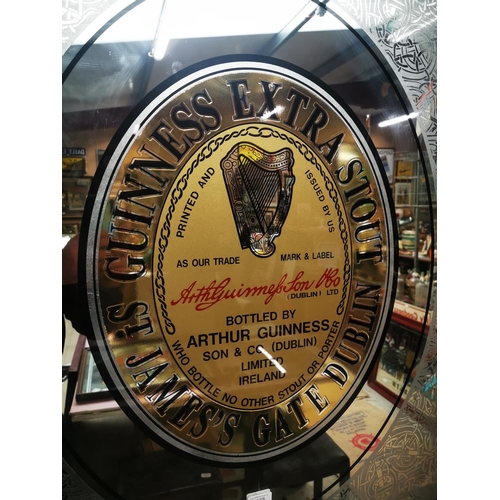 GUINNESS EXTRA STOUT
ST JAMES'S GATE DUBLIN
PRINTED AND
ISSUED BY US
AS OUR TRADE MARK & LABEL
Arth Guinness Son & Co
(DUBLIN) LTD
BOTTLED BY
ARTHUR GUINNESS
SON & CO (DUBLIN)
LIMITED
IRELAND
WHO BOTTLE NO OTHER STOUT OR PORTER